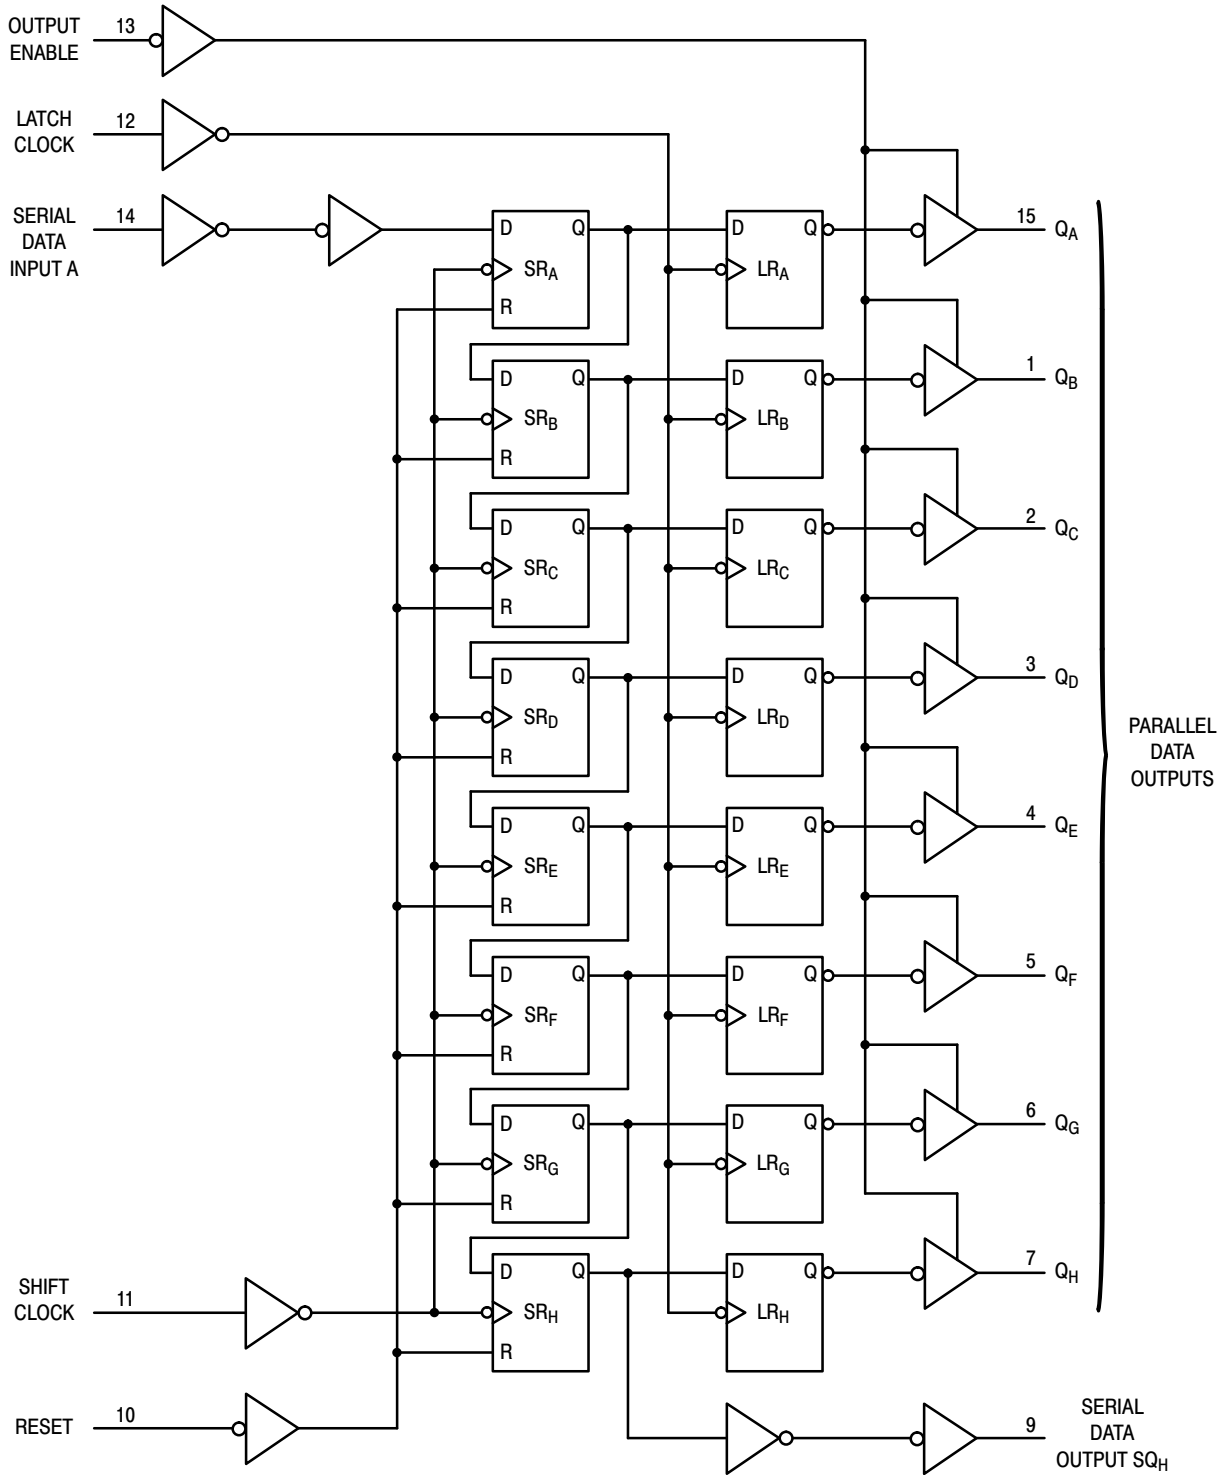 OUTPUT
ENABLE
13
LATCH
CLOCK
12
SERIAL
DATA
INPUT A
14
D Q
SRA
R
D Q
LRA
15 QA
D Q
SRB
R
D Q
LRB
1 QB
D Q
SRC
R
D Q
LRC
2 QC
D Q
SRD
R
D Q
LRD
3 QD
PARALLEL
DATA
OUTPUTS
D Q
SRE
R
D Q
LRE
4 QE
D Q
SRF
R
D Q
LRF
5 QF
D Q
SRG
R
D Q
LRG
6 QG
D Q
SRH
R
D Q
LRH
7 QH
SHIFT
CLOCK
11
RESET
10
9
SERIAL
DATA
OUTPUT SQH